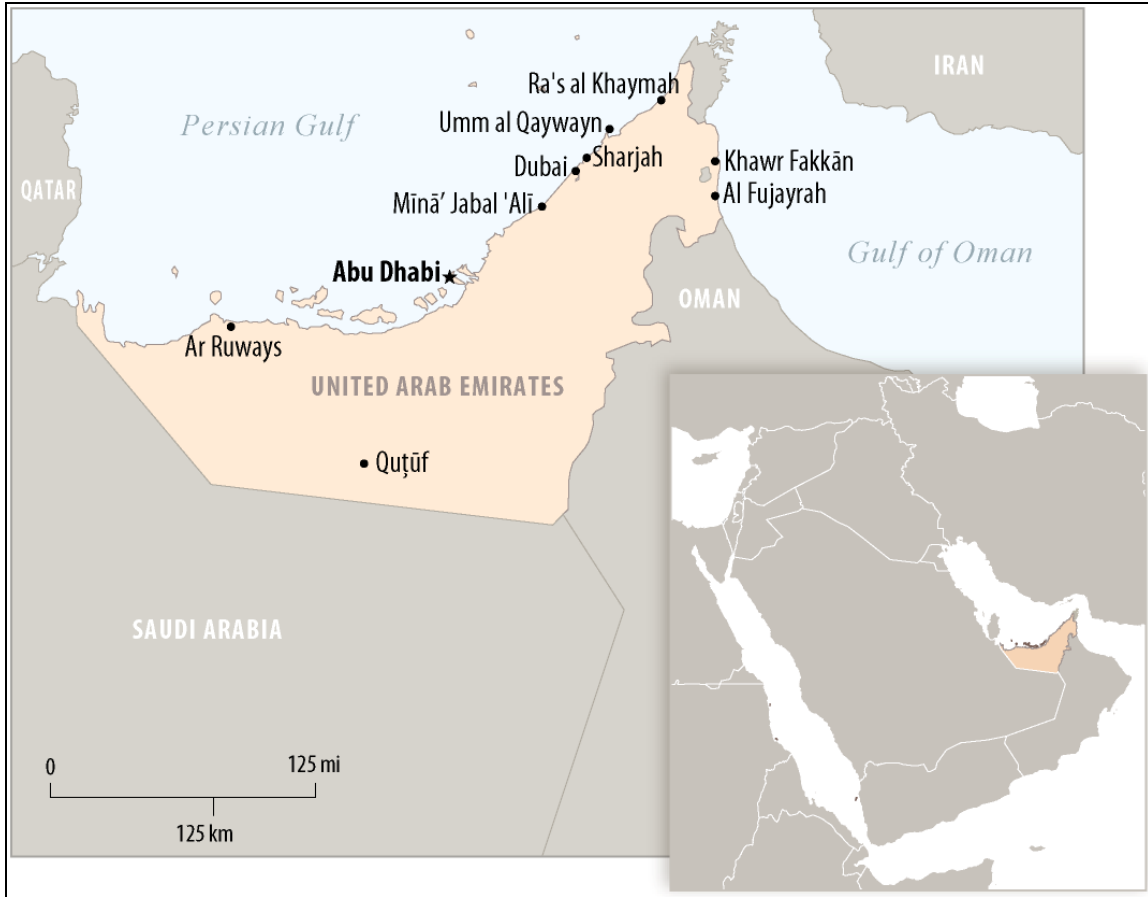 IRAN
Ra's al Khaymah
Persian Gulf
Umm al Qaywayn
Sharjah
Dubai
Khawr Fakkān
QATAR
Al Fujayrah
Mīnā’ Jabal 'Alī
Gulf of Oman
Abu Dhabi
OMAN
Ar Ruways
UNITED ARAB EMIRATES
Quṭūf
SAUDI ARABIA
0 125 mi
125 km